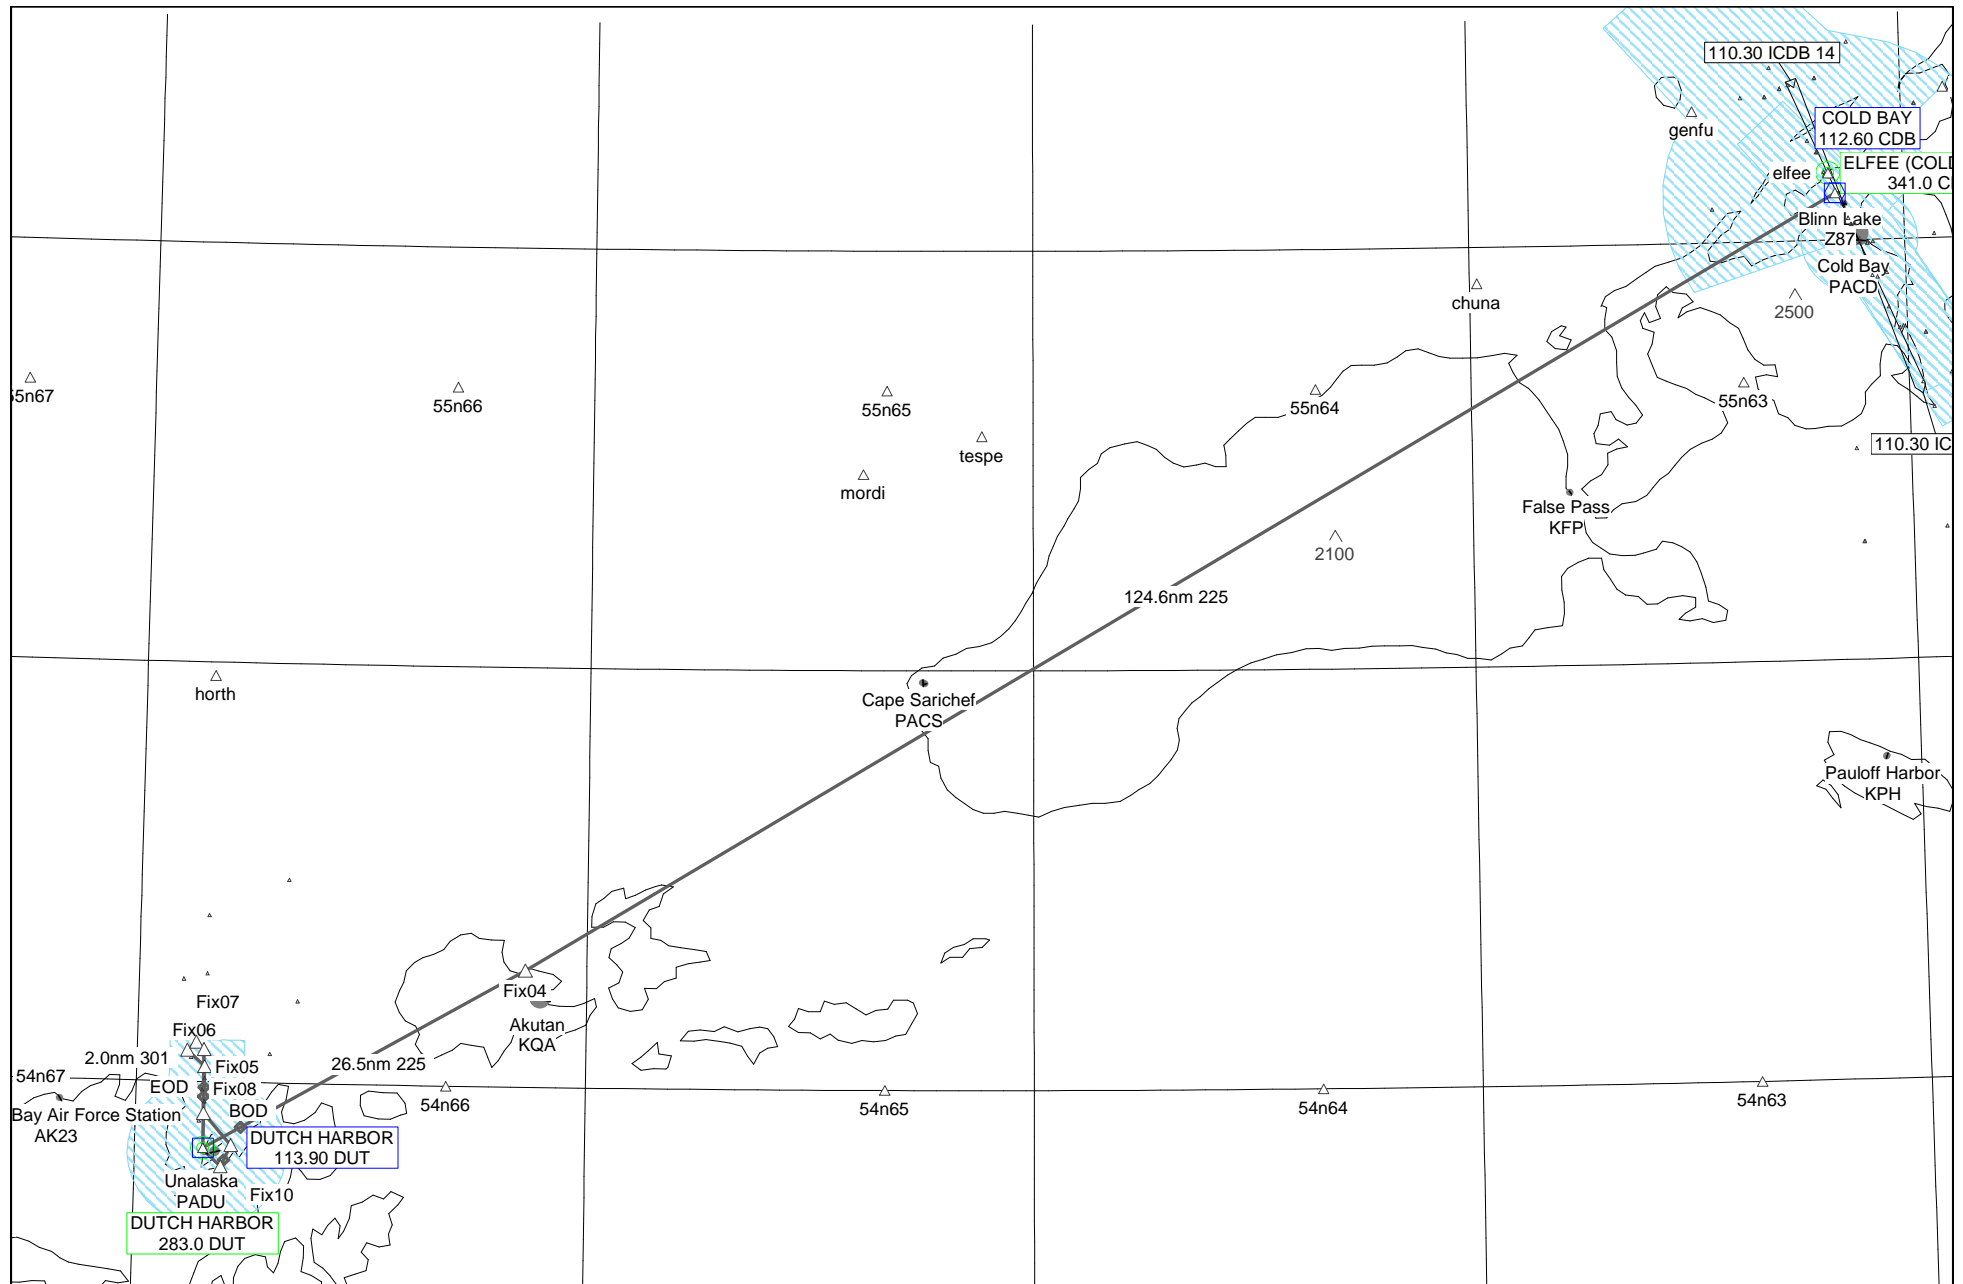 110.30 ICDB 14
COLD BAY
112.60 CDB
genfu
elfee
ELFEE (COLD
341.0 C
Blinn Lake
Z87
Cold Bay
PACD
chuna
2500
5n67
55n66
55n65
55n64
55n63
tespe
110.30 IC
mordi
False Pass
KFP
2100
124.6nm 225
horth
Cape Sarichef
PACS
Pauloff Harbor
KPH
Fix04
Fix07
Akutan
KQA
Fix06
2.0nm 301
26.5nm 225
Fix05
54n67
EOD
Fix08
54n66
54n65
54n64
54n63
BOD
Bay Air Force Station
AK23
DUTCH HARBOR
113.90 DUT
Unalaska
PADU
Fix10
DUTCH HARBOR
283.0 DUT